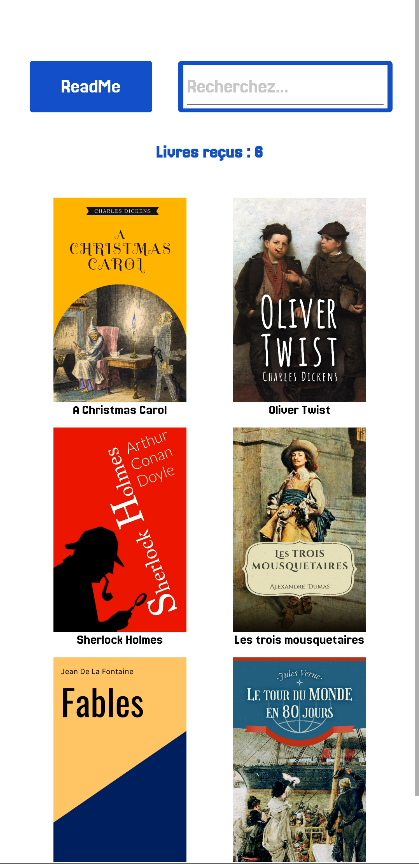 ReadMe
Recherchez...
Livres reçus : 6
CHARLES DICKENS
A
CHRISTMAS
CAROL
A Christmas Carol
OLIVER
TWIST
CHARLES DICKENS
Oliver Twist
Arthur
Conan
Doyle
Sherlock Holmes
Sherlock Holmes
LES TROIS
MOUSQUETAIRES
ALEXANDRE DUMAS
Les trois mousquetaires
Jean De La Fontaine
Fables
Jules Verne
LE TOUR DU MONDE
EN 80 JOURS